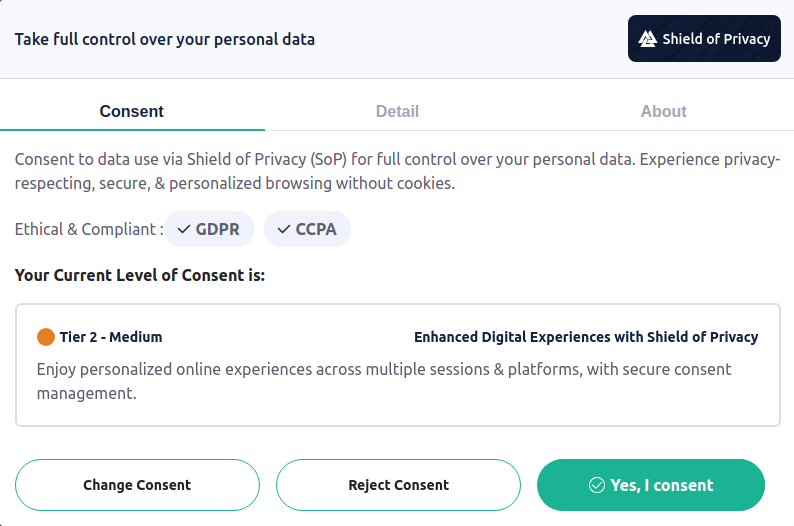 Take full control over your personal data
Shield of Privacy
Consent
Detail
About
Consent to data use via Shield of Privacy (SoP) for full control over your personal data. Experience privacy-
respecting, secure, & personalized browsing without cookies.
Ethical & Compliant : GDPR CCPA
Your Current Level of Consent is:
Tier 2 - Medium
Enhanced Digital Experiences with Shield of Privacy
Enjoy personalized online experiences across multiple sessions & platforms, with secure consent
management.
Change Consent
Reject Consent
Yes, I consent